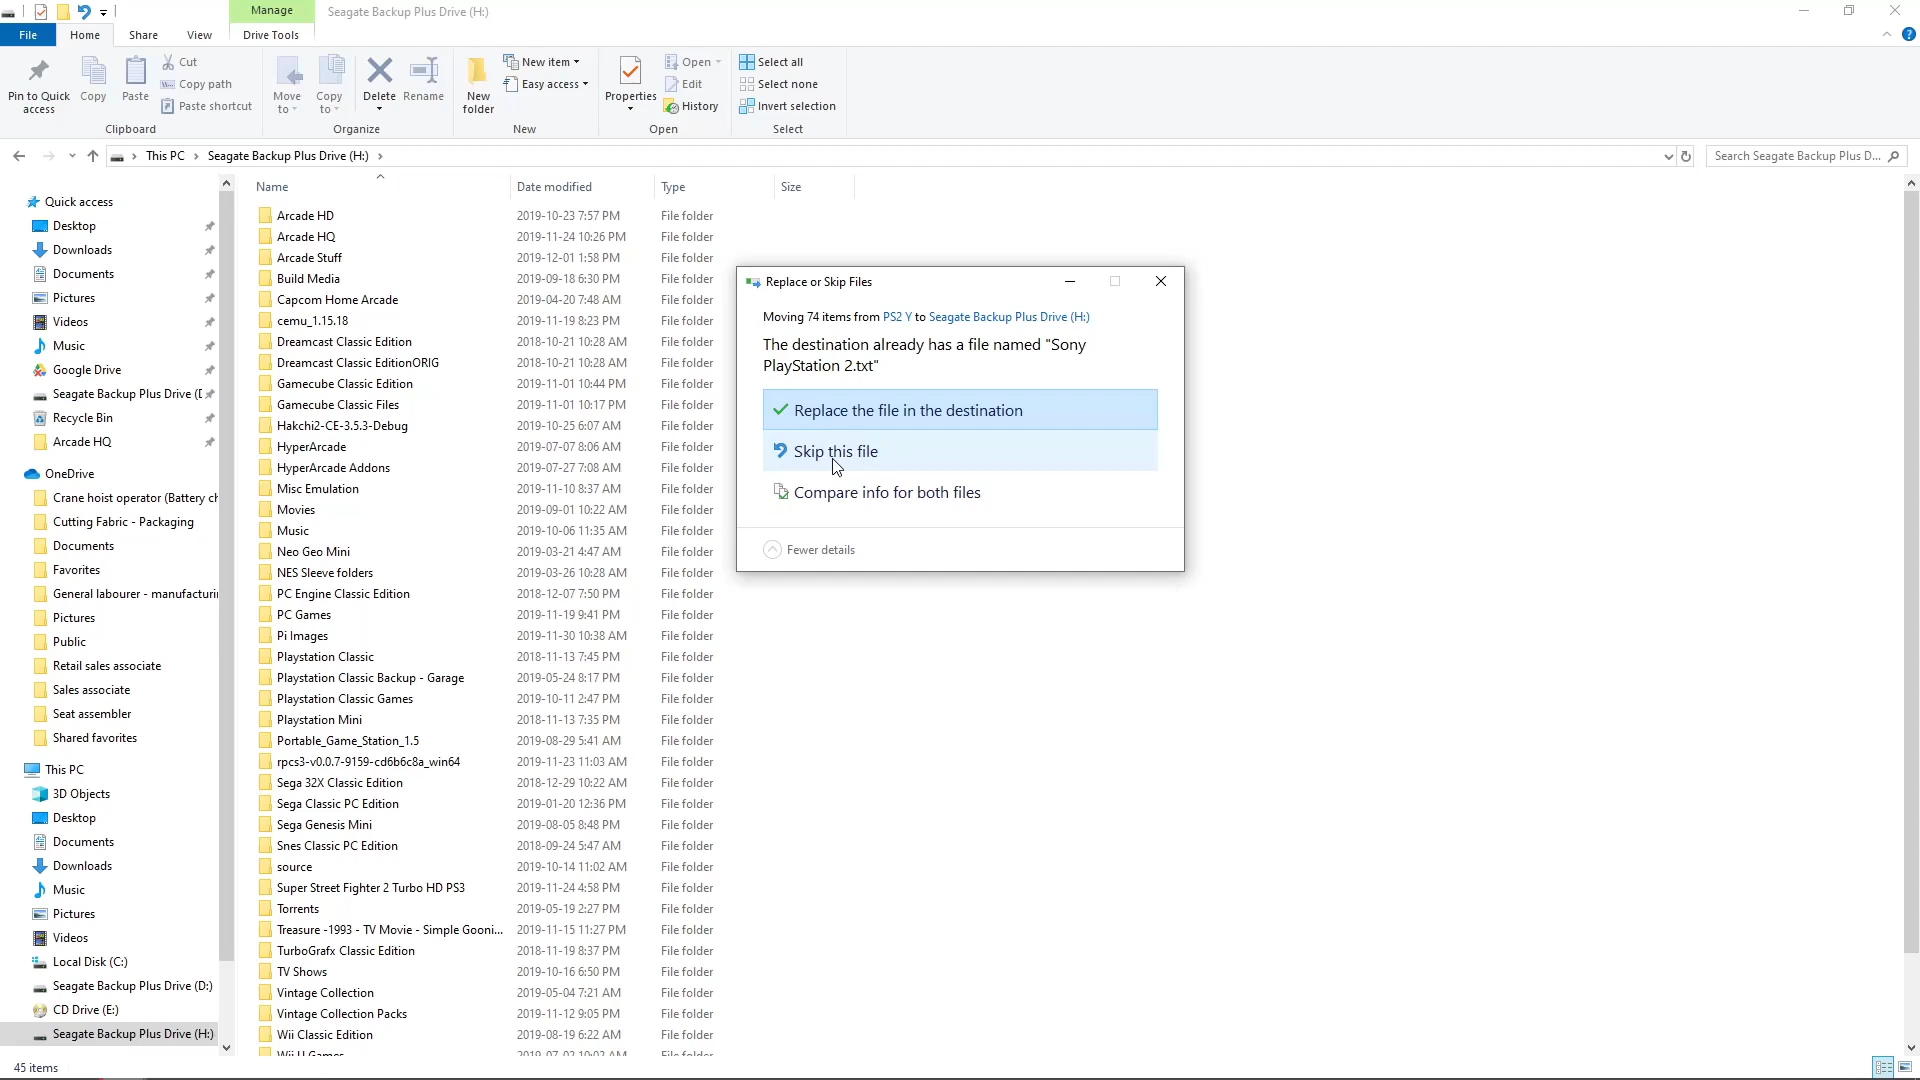 Manage
Seagate Backup Plus Drive (H:)
File
Home
Share
View
Drive Tools
Pin to Quick access
Copy
Paste
Cut
Copy path
Paste shortcut
Clipboard
Move to
Copy to
Delete
Rename
Organize
New folder
New item
Easy access
New
Properties
Open
Edit
History
Open
Select all
Select none
Invert selection
Select
This PC
Seagate Backup Plus Drive (H:)
Search Seagate Backup Plus D...
Quick access
Desktop
Downloads
Documents
Pictures
Videos
Music
Google Drive
Seagate Backup Plus Drive (
Recycle Bin
Arcade HQ
OneDrive
Crane hoist operator (Battery ch
Cutting Fabric - Packaging
Documents
Favorites
General labourer - manufacturin
Pictures
Public
Retail sales associate
Sales associate
Seat assembler
Shared favorites
This PC
3D Objects
Desktop
Documents
Downloads
Music
Pictures
Videos
Local Disk (C:)
Seagate Backup Plus Drive (D:)
CD Drive (E:)
Seagate Backup Plus Drive (H:)
Name Date modified Type Size
Arcade HD 2019-10-23 7:57 PM File folder
Arcade HQ 2019-11-24 10:26 PM File folder
Arcade Stuff 2019-12-01 1:58 PM File folder
Build Media 2019-09-18 6:30 PM File folder
Capcom Home Arcade 2019-04-20 7:48 AM File folder
cemu_1.15.18 2019-11-19 8:23 PM File folder
Dreamcast Classic Edition 2018-10-21 10:28 AM File folder
Dreamcast Classic EditionORIG 2018-10-21 10:28 AM File folder
Gamecube Classic Edition 2019-11-01 10:44 PM File folder
Gamecube Classic Files 2019-11-01 10:17 PM File folder
Hakchi2-CE-3.5.3-Debug 2019-10-25 6:07 AM File folder
HyperArcade 2019-07-07 8:06 AM File folder
HyperArcade Addons 2019-07-27 7:08 AM File folder
Misc Emulation 2019-11-10 8:37 AM File folder
Movies 2019-09-01 10:22 AM File folder
Music 2019-10-06 11:35 AM File folder
Neo Geo Mini 2019-03-21 4:47 AM File folder
NES Sleeve folders 2019-03-26 10:28 AM File folder
PC Engine Classic Edition 2018-12-07 7:50 PM File folder
PC Games 2019-11-19 9:41 PM File folder
Pi Images 2019-11-30 10:38 AM File folder
Playstation Classic 2018-11-13 7:45 PM File folder
Playstation Classic Backup - Garage 2019-05-24 8:17 PM File folder
Playstation Classic Games 2019-10-11 2:47 PM File folder
Playstation Mini 2018-11-13 7:35 PM File folder
Portable_Game_Station_1.5 2019-08-29 5:41 AM File folder
rpcs3-v0.0.7-9159-cd6b6c8a_win64 2019-11-23 11:03 AM File folder
Sega 32X Classic Edition 2018-12-29 10:22 AM File folder
Sega Classic PC Edition 2019-01-20 12:36 PM File folder
Sega Genesis Mini 2019-08-05 8:48 PM File folder
Snes Classic PC Edition 2018-09-24 5:47 AM File folder
source 2019-10-14 11:02 AM File folder
Super Street Fighter 2 Turbo HD PS3 2019-11-24 4:58 PM File folder
Torrents 2019-05-19 2:27 PM File folder
Treasure -1993 - TV Movie - Simple Gooni... 2019-11-15 11:27 PM File folder
TurboGrafx Classic Edition 2018-11-19 8:37 PM File folder
TV Shows 2019-10-16 6:50 PM File folder
Vintage Collection 2019-05-04 7:21 AM File folder
Vintage Collection Packs 2019-11-12 9:05 PM File folder
Wii Classic Edition 2019-08-19 6:22 AM File folder
Wii U Games 2019-07-02 10:02 AM File folder
Replace or Skip Files
Moving 74 items from PS2 Y to Seagate Backup Plus Drive (H:)
The destination already has a file named "Sony
PlayStation 2.txt"
Replace the file in the destination
Skip this file
Compare info for both files
Fewer details
45 items